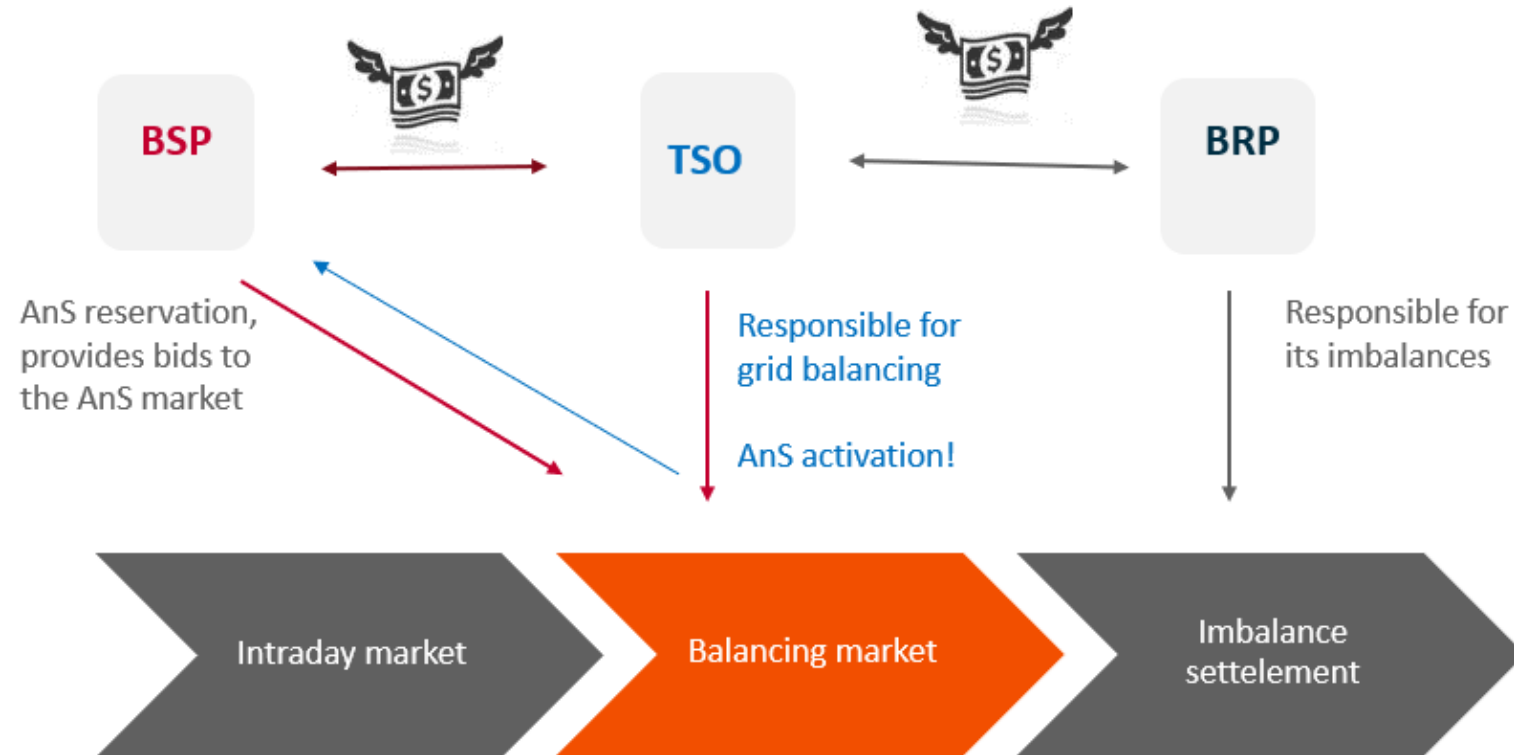 BSP
TSO
BRP
AnS reservation,
provides bids to
the AnS market
Responsible for
grid balancing
AnS activation!
Responsible for
its imbalances
Intraday market
Balancing market
Imbalance
settelement